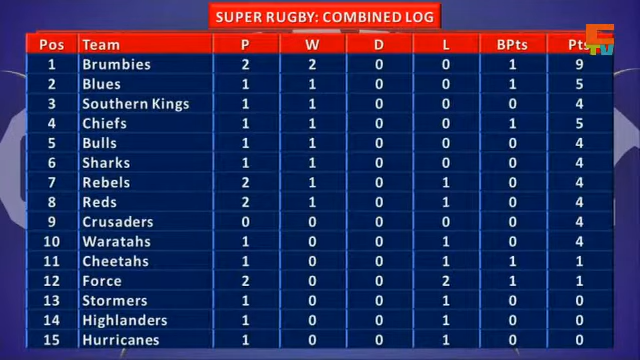 SUPER RUGBY: COMBINED LOG
Pos Team P W D L BPts Pts
1 Brumbies 2 2 0 0 1 9
2 Blues 1 1 0 0 1 5
3 Southern Kings 1 1 0 0 0 4
4 Chiefs 1 1 0 0 1 5
5 Bulls 1 1 0 0 0 4
6 Sharks 1 1 0 0 0 4
7 Rebels 2 1 0 1 0 4
8 Reds 2 1 0 1 0 4
9 Crusaders 0 0 0 0 0 4
10 Waratahs 1 0 0 1 0 4
11 Cheetahs 1 0 0 1 1 1
12 Force 2 0 0 2 1 1
13 Stormers 1 0 0 1 0 0
14 Highlanders 1 0 0 1 0 0
15 Hurricanes 1 0 0 1 0 0